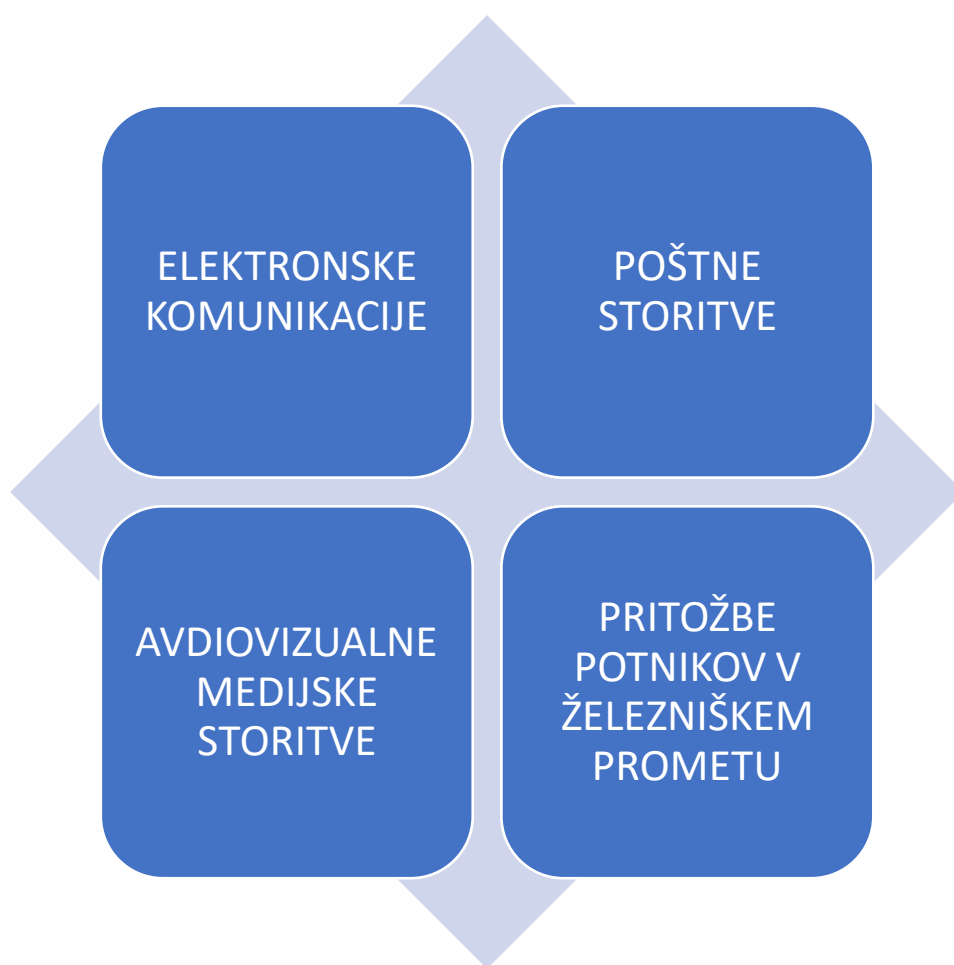 ELEKTRONSKE
KOMUNIKACIJE
POŠTNE
STORITVE
AVDIOVIZUALNE
MEDIJSKE
STORITVE
PRITOŽBE
POTNIKOV V
ŽELEZNIŠKEM
PROMETU